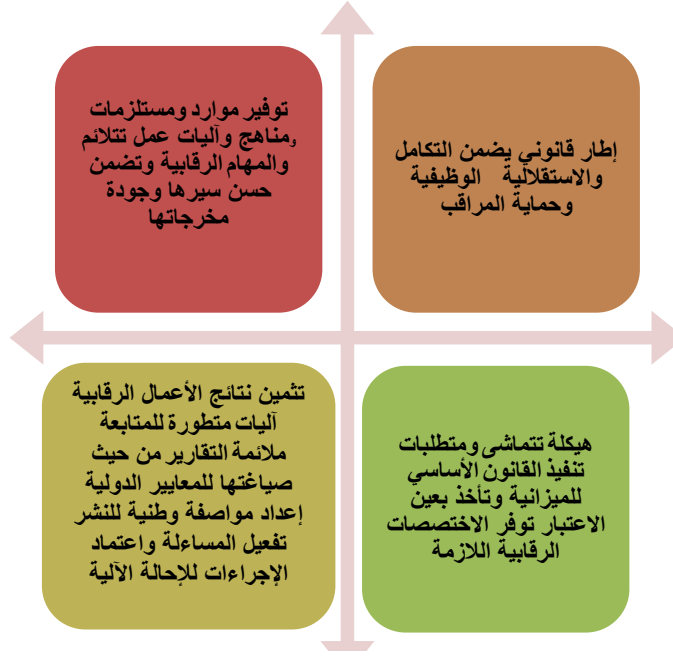 إطار قانوني يضمن التكامل
والاستقلالية الوظيفية
وحماية المراقب
توفير موارد ومستلزمات
,مناهج وآليات عمل تتلائم
والمهام الرقابية وتضمن
حسن سيرها وجودة
مخرجاتها
هيكلة تتماشى ومتطلبات
تنفيذ القانون الأساسي
للميزانية وتأخذ بعين
الاعتبار توفر الاختصصات
الرقابية اللازمة
تثمين نتائج الأعمال الرقابية
آليات متطورة للمتابعة
ملائمة التقارير من حيث
صياغتها للمعايير الدولية
إعداد مواصفة وطنية للنشر
تفعيل المساءلة واعتماد
الإجراءات للإحالة الآلية